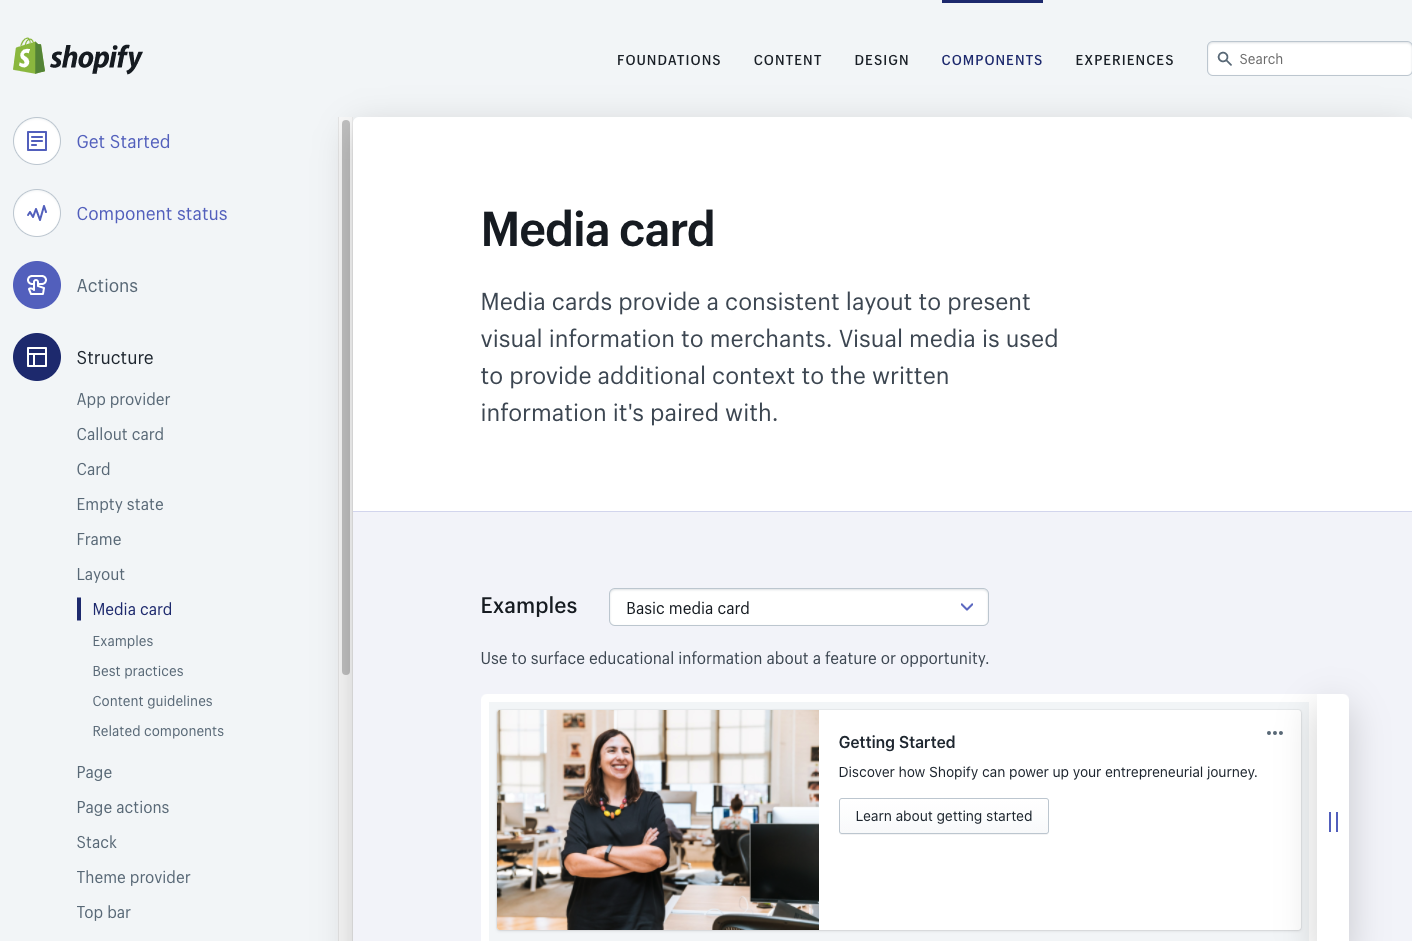 shopify
FOUNDATIONS
CONTENT
DESIGN
COMPONENTS
EXPERIENCES
Search
Get Started
Component status
Actions
Structure
App provider
Callout card
Card
Empty state
Frame
Layout
Media card
Examples
Best practices
Content guidelines
Related components
Page
Page actions
Stack
Theme provider
Top bar
Media card
Media cards provide a consistent layout to present
visual information to merchants. Visual media is used
to provide additional context to the written
information it's paired with.
Examples
Basic media card
Use to surface educational information about a feature or opportunity.
Getting Started
Discover how Shopify can power up your entrepreneurial journey.
Learn about getting started